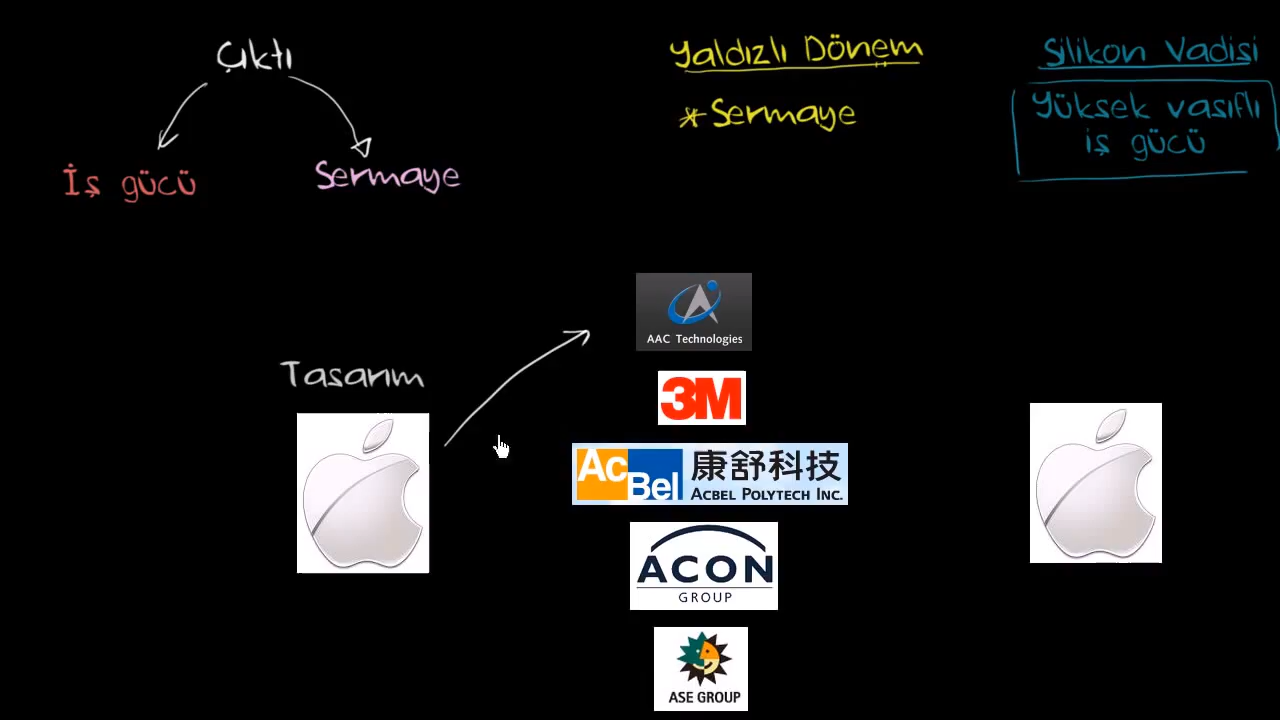 Çıktı
İş gücü
Sermaye
Yaldızlı Dönem
*Sermaye
Silikon Vadisi
Yüksek vasıflı
iş gücü
Tasarım
AAC Technologies
3M
AcBel 康舒科技
ACBEL POLYTECH INC.
ACON
GROUP
ASE GROUP